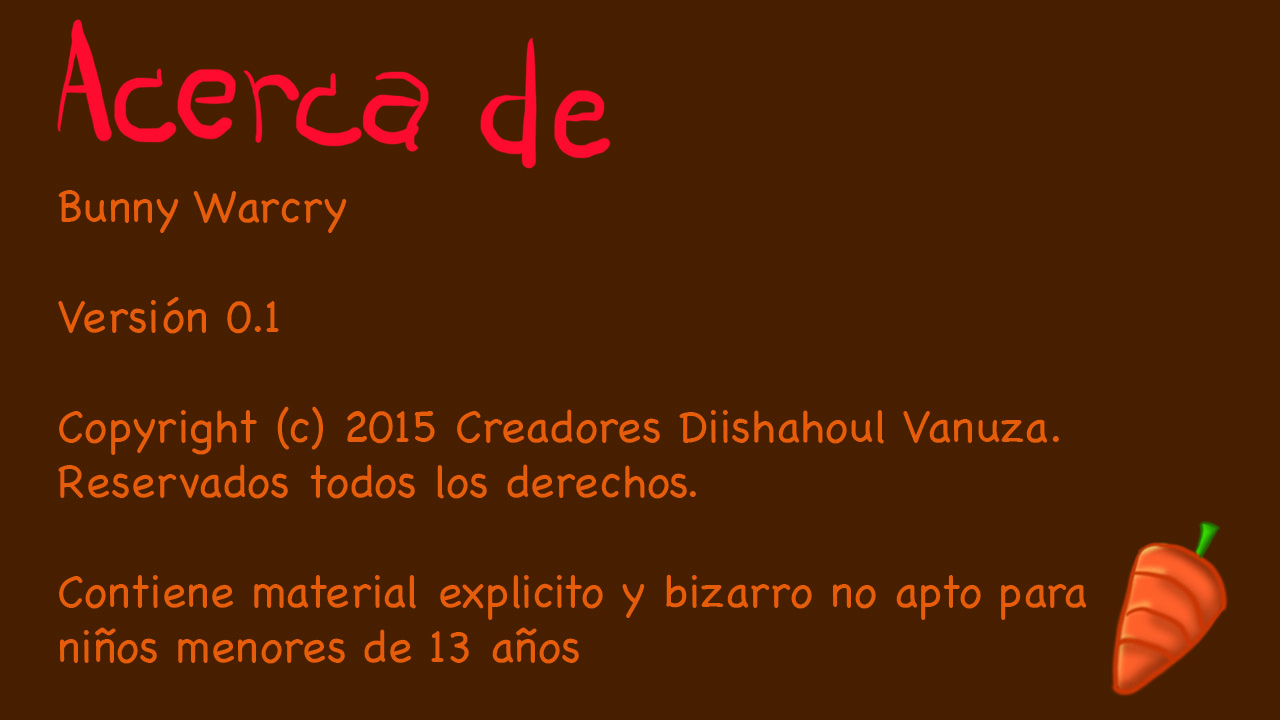 Acerca de
Bunny Warcry
Versión 0.1
Copyright (c) 2015 Creadores Diishahoul Vanuza.
Reservados todos los derechos.
Contiene material explicito y bizarro no apto para
niños menores de 13 años